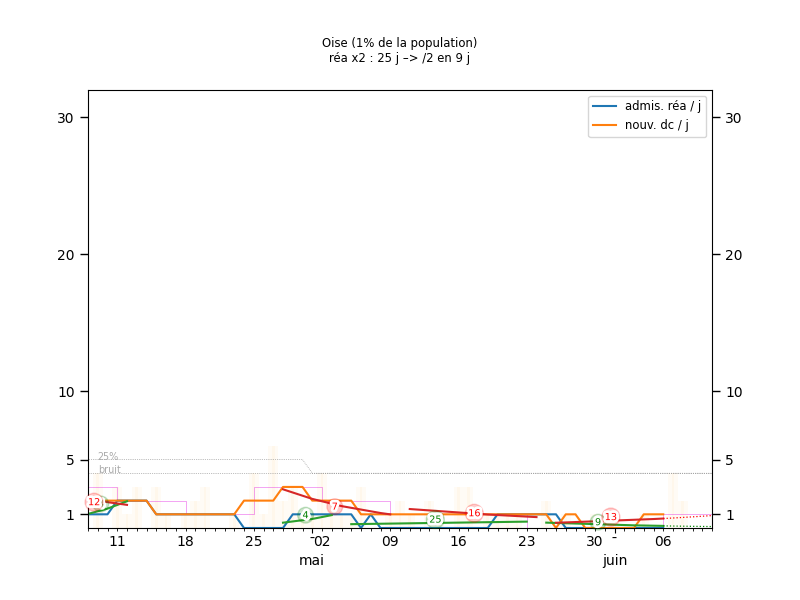 Oise (1% de la population)
réa x2 : 25 j –> /2 en 9 j
admis. réa / j
nouv. dc / j
30 30
20 20
10 10
5 5
25%
bruit
1 1
12 4 7 25 16 9 13
11 18 25 02 09 16 23 30 06
mai juin